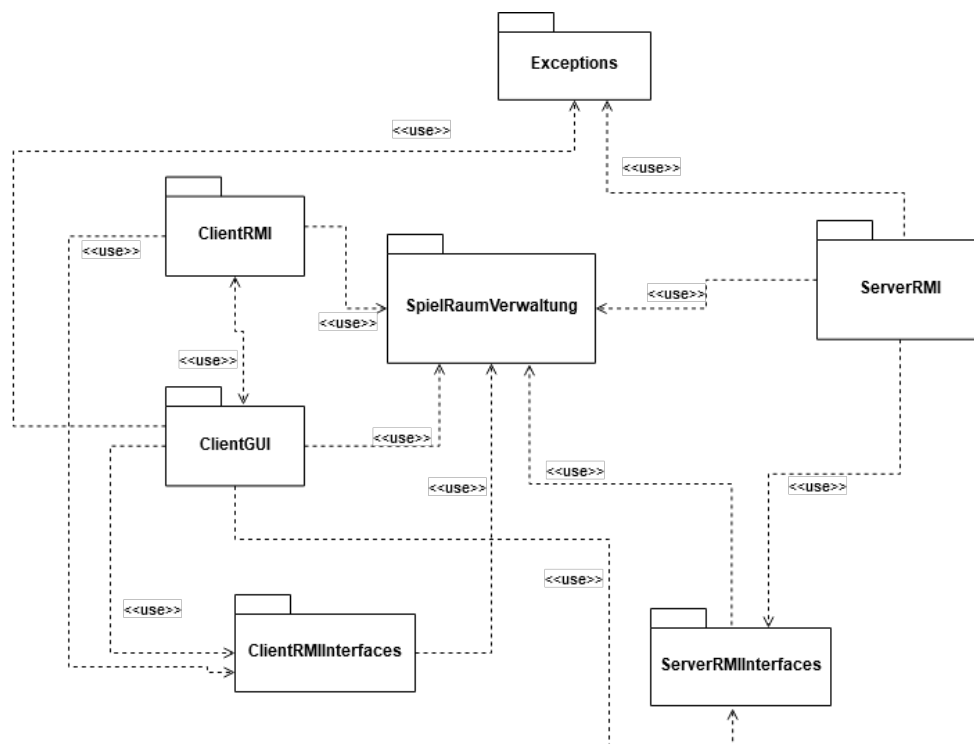 Exceptions
<<use>>
<<use>>
ClientRMI
<<use>>
SpielRaumVerwaltung
ServerRMI
<<use>>
<<use>>
<<use>>
ClientGUI
<<use>>
<<use>>
<<use>>
<<use>>
<<use>>
<<use>>
ClientRMIInterfaces
ServerRMIInterfaces